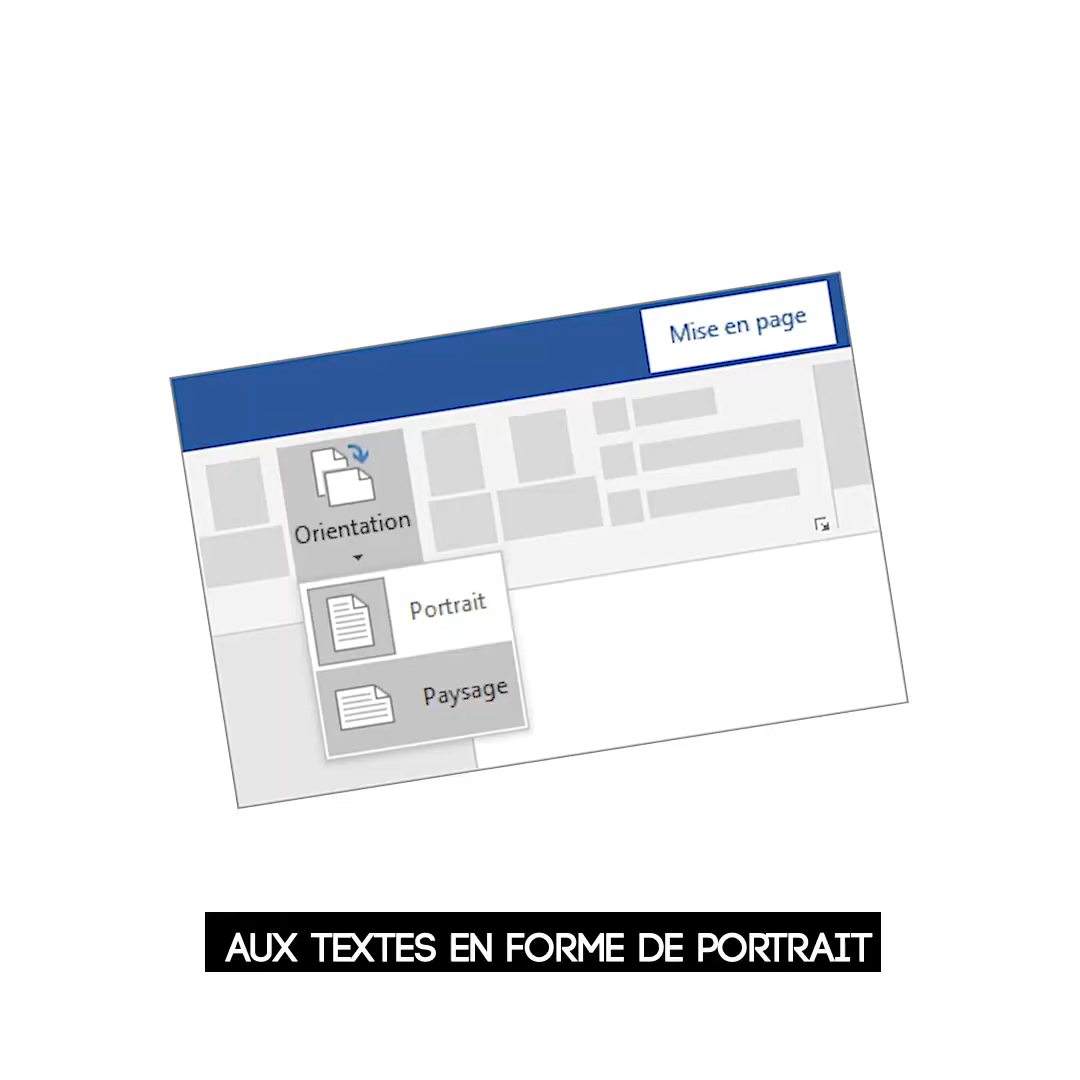 Mise en page
Orientation
Portrait
Paysage
AUX TEXTES EN FORME DE PORTRAIT